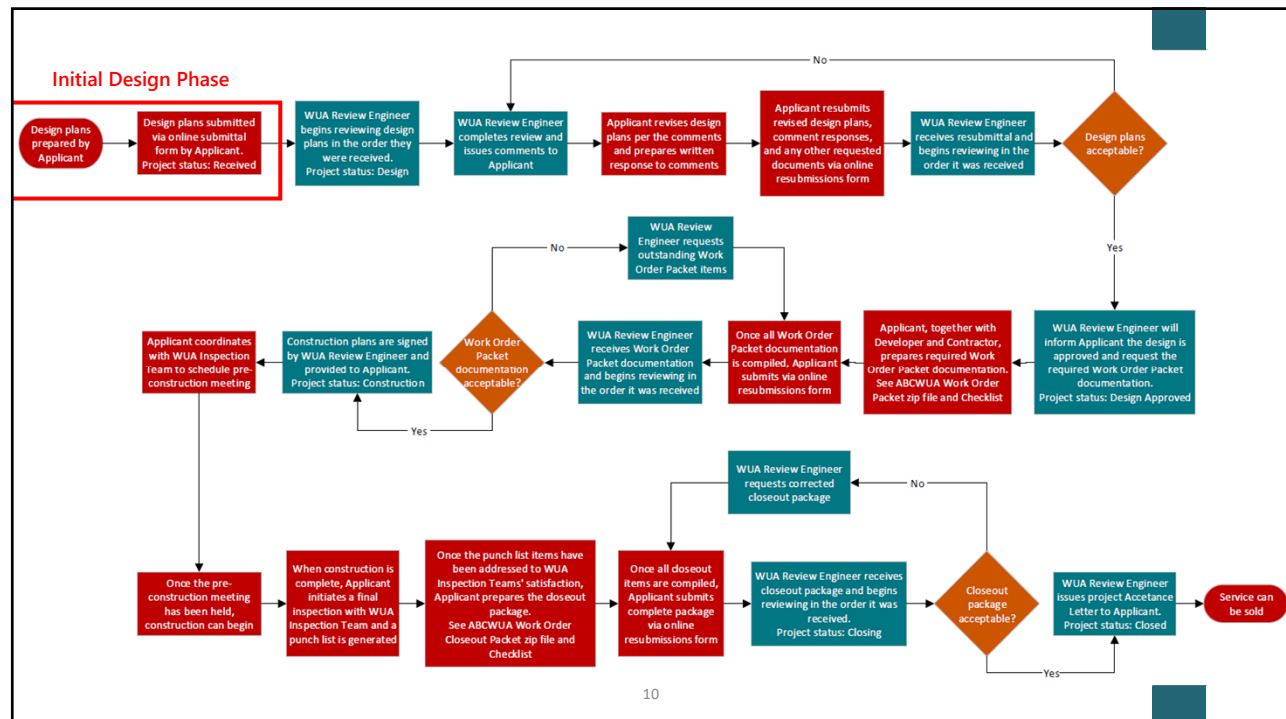 Initial Design Phase
Design plans
prepared by
Applicant
Design plans submitted
via online submittal
form by Applicant.
Project status: Received
WUA Review Engineer
begins reviewing design
plans in the order they
were received.
Project status: Design
WUA Review Engineer
completes review and
issues comments to
Applicant
Applicant revises design
plans per the comments
and prepares written
response to comments
Applicant resubmits
revised design plans,
comment responses,
and any other requested
documents via online
resubmissions form
WUA Review Engineer
receives resubmittal and
begins reviewing in the
order it was received
Design plans
acceptable?
No
Yes
WUA Review Engineer will
inform Applicant the design is
approved and request the
required Work Order Packet
documentation.
Project status: Design Approved
Applicant, together with
Developer and Contractor,
prepares required Work
Order Packet documentation.
See ABCWUA Work Order
Packet zip file and Checklist
Once all Work Order
Packet documentation
is compiled, Applicant
submits via online
resubmissions form
WUA Review Engineer
receives Work Order
Packet documentation
and begins reviewing in
the order it was received
Work Order
Packet
documentation
acceptable?
No
WUA Review
Engineer requests
outstanding Work
Order Packet items
Yes
Construction plans are signed
by WUA Review Engineer and
provided to Applicant.
Project status: Construction
Applicant coordinates
with WUA Inspection
Team to schedule pre-
construction meeting
Once the pre-
construction meeting
has been held,
construction can begin
When construction is
complete, Applicant
initiates a final
inspection with WUA
Inspection Team and a
punch list is generated
Once the punch list items have
been addressed to WUA
Inspection Teams' satisfaction,
Applicant prepares the closeout
package.
See ABCWUA Work Order
Closeout Packet zip file and
Checklist
Once all closeout
items are compiled,
Applicant submits
complete package
via online
resubmissions form
WUA Review Engineer receives
closeout package and begins
reviewing in the order it was
received.
Project status: Closing
Closeout
package
acceptable?
No
WUA Review Engineer
requests corrected
closeout package
Yes
WUA Review Engineer
issues project Accetance
Letter to Applicant.
Project status: Closed
Service can
be sold
10